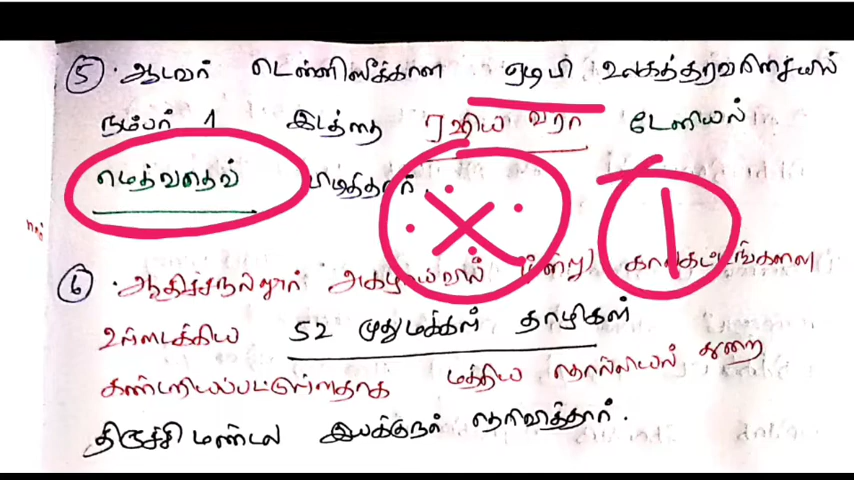 5 · ஆடவர் டென்னிஸிக்கான ஏடிபி உலகத்தரவரிசையில்
நம்பர் 1 இடத்தை ரஷிய வீரர் டேனியல்
மெத்வதேவ் பிடித்தார்.
6 · ஆதிச்சநல்லூர் அகழாய்வில் (மூன்று) காலகட்டங்களை
உள்ளடக்கிய 52 முதுமக்கள் தாழிகள்
கண்டறியப்பட்டுள்ளதாக மத்திய தொல்லியல் துறை
திருச்சி மண்டல இயக்குநர் தெரிவித்தார்.